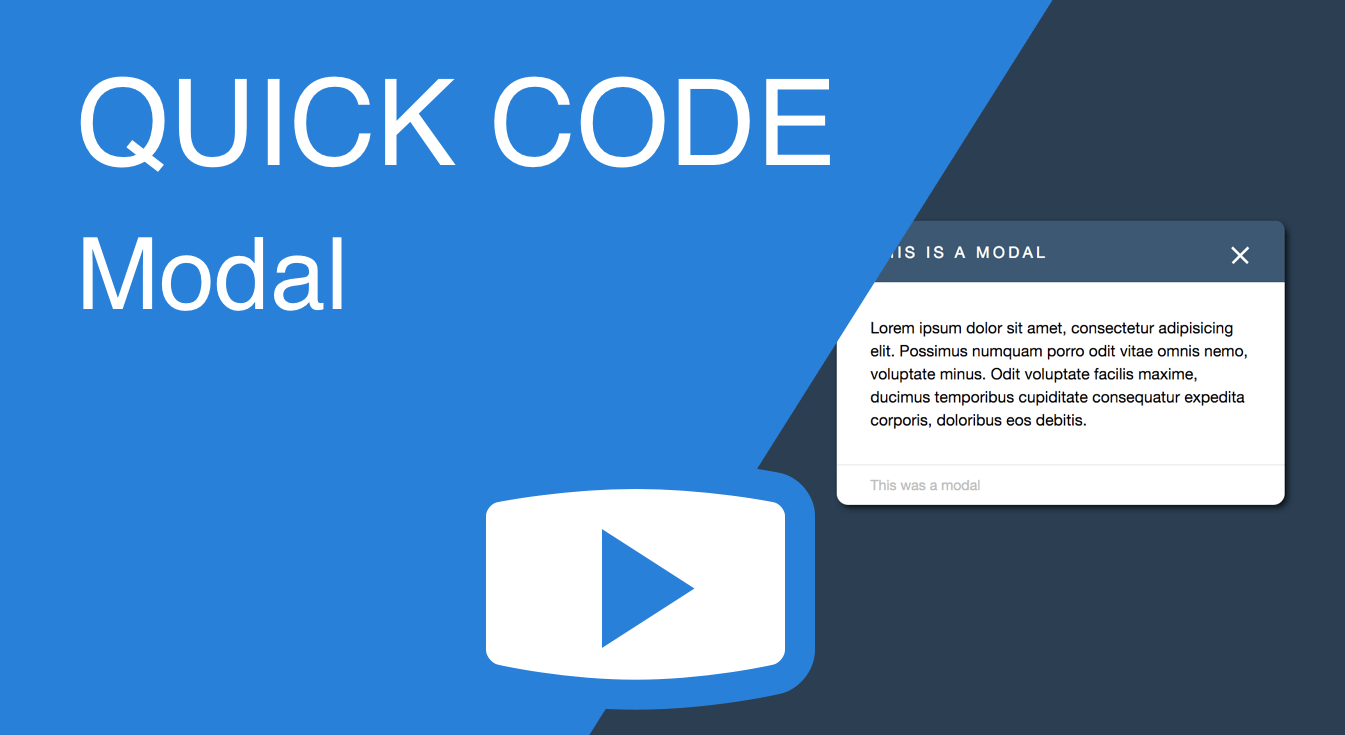 QUICK CODE
Modal
IS IS A MODAL
Lorem ipsum dolor sit amet, consectetur adipisicing
elit. Possimus numquam porro odit vitae omnis nemo,
voluptate minus. Odit voluptate facilis maxime,
ducimus temporibus cupiditate consequatur expedita
corporis, doloribus eos debitis.
This was a modal